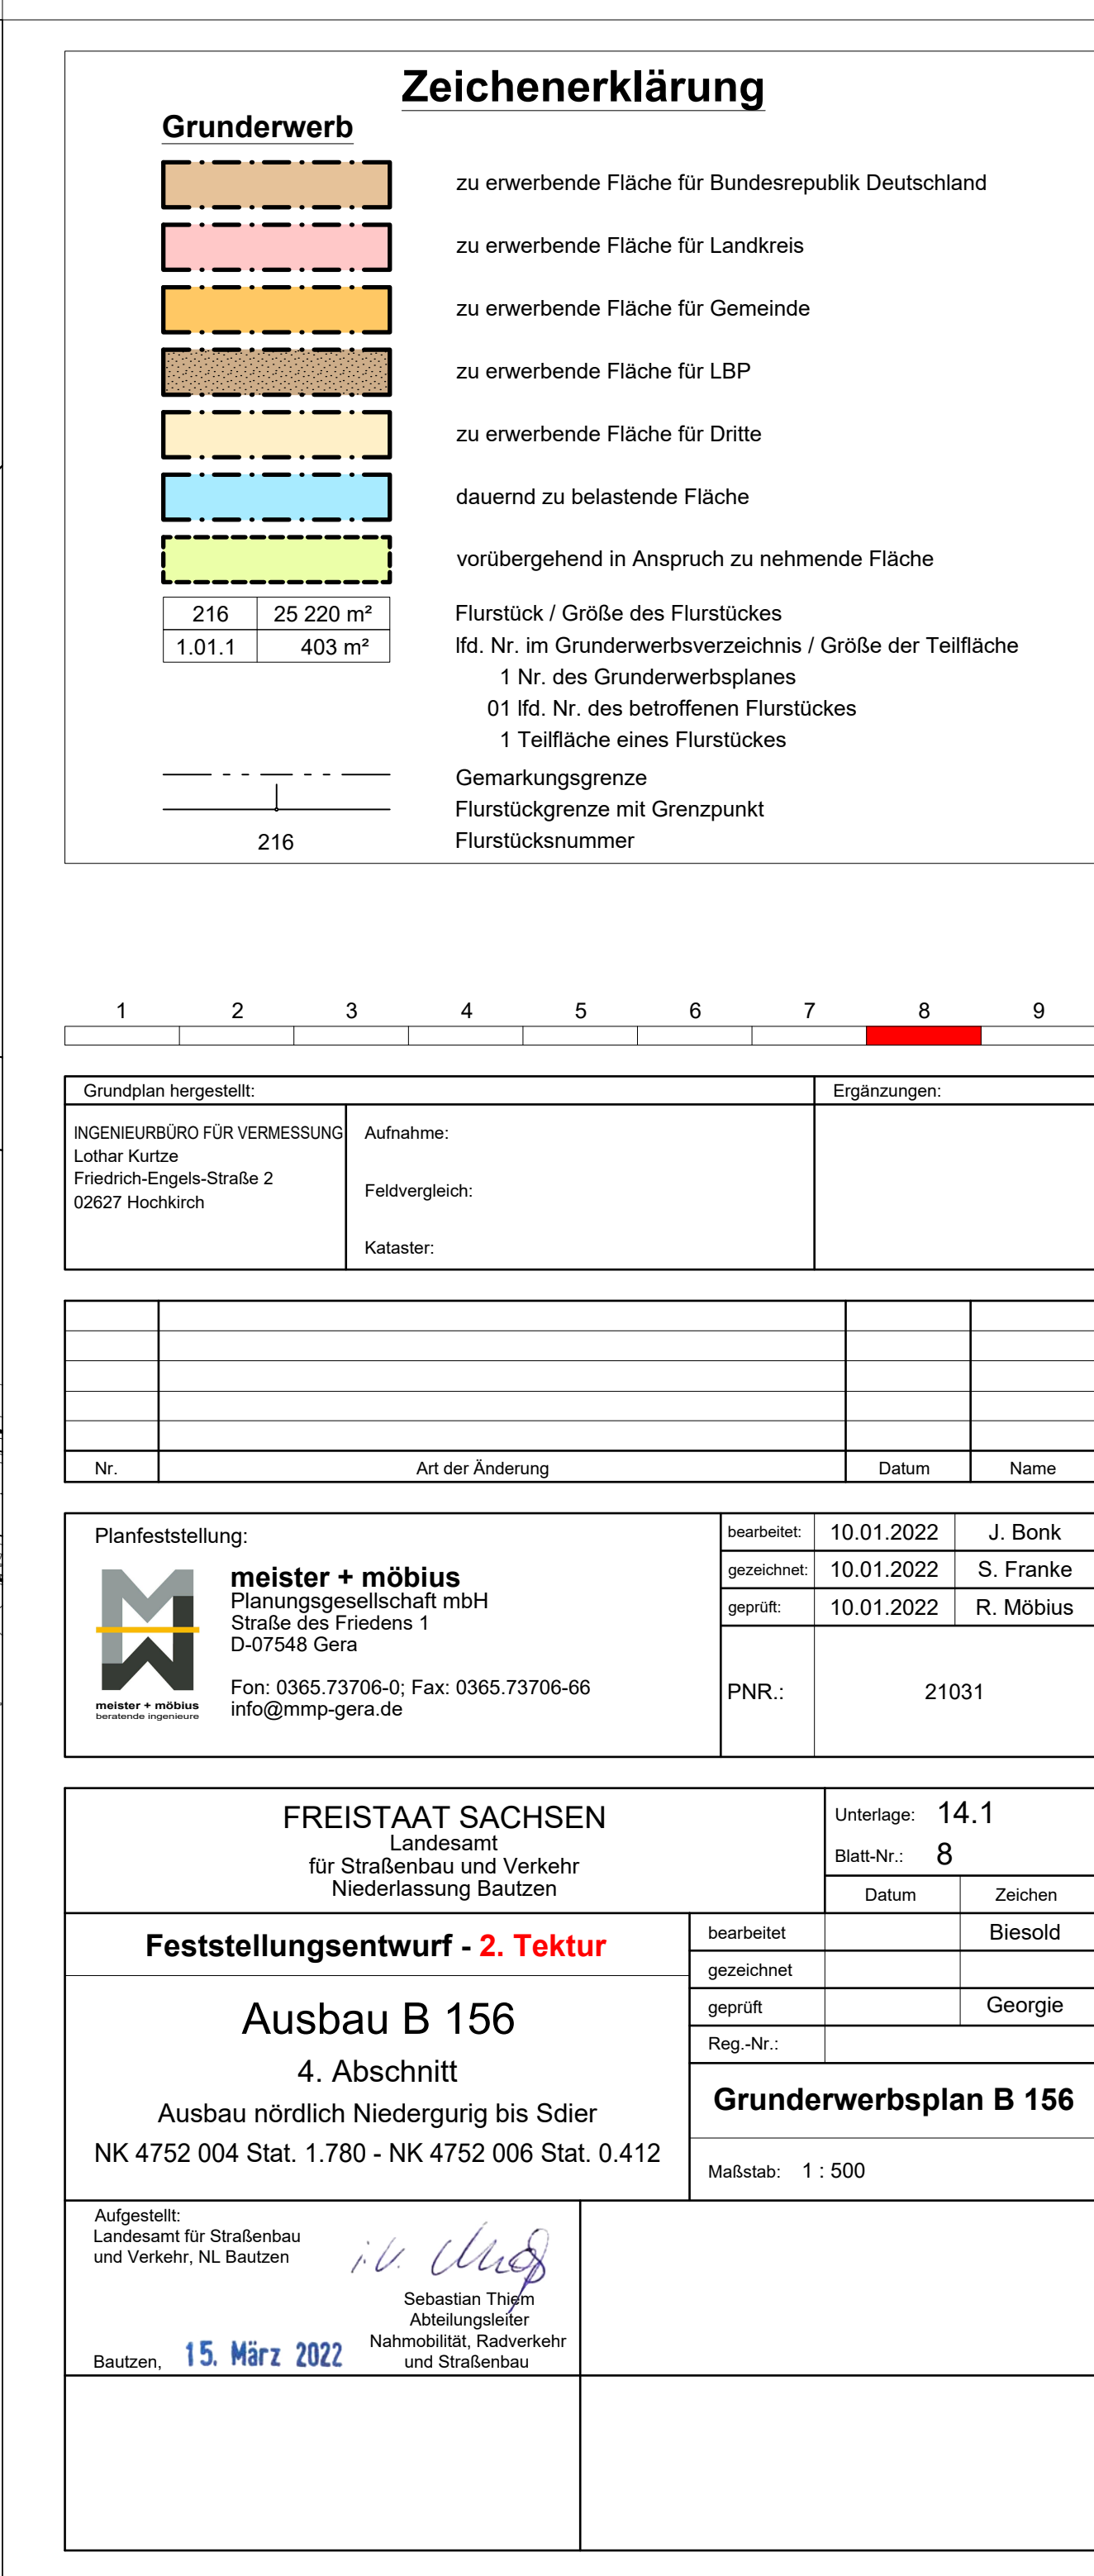 Zeichenerklärung
Grunderwerb
zu erwerbende Fläche für Bundesrepublik Deutschland
zu erwerbende Fläche für Landkreis
zu erwerbende Fläche für Gemeinde
zu erwerbende Fläche für LBP
zu erwerbende Fläche für Dritte
dauernd zu belastende Fläche
vorübergehend in Anspruch zu nehmende Fläche
216 25 220 m² Flurstück / Größe des Flurstückes
1.01.1 403 m² lfd. Nr. im Grunderwerbsverzeichnis / Größe der Teilfläche
1 Nr. des Grunderwerbsplanes
01 lfd. Nr. des betroffenen Flurstückes
1 Teilfläche eines Flurstückes
Gemarkungsgrenze
Flurstückgrenze mit Grenzpunkt
216 Flurstücksnummer
1 2 3 4 5 6 7 8 9
Grundplan hergestellt: Ergänzungen:
INGENIEURBÜRO FÜR VERMESSUNG
Lothar Kurtze
Friedrich-Engels-Straße 2
02627 Hochkirch
Aufnahme:
Feldvergleich:
Kataster:
Nr. Art der Änderung Datum Name
Planfeststellung:
meister + möbius
Planungsgesellschaft mbH
Straße des Friedens 1
D-07548 Gera
Fon: 0365.73706-0; Fax: 0365.73706-66
info@mmp-gera.de
meister + möbius
beratende ingenieure
bearbeitet: 10.01.2022 J. Bonk
gezeichnet: 10.01.2022 S. Franke
geprüft: 10.01.2022 R. Möbius
PNR.: 21031
FREISTAAT SACHSEN
Landesamt
für Straßenbau und Verkehr
Niederlassung Bautzen
Unterlage: 14.1
Blatt-Nr.: 8
Datum Zeichen
Feststellungsentwurf - 2. Tektur
bearbeitet Biesold
gezeichnet
geprüft Georgie
Reg.-Nr.:
Ausbau B 156
4. Abschnitt
Ausbau nördlich Niedergurig bis Sdier
NK 4752 004 Stat. 1.780 - NK 4752 006 Stat. 0.412
Grunderwerbsplan B 156
Maßstab: 1 : 500
Aufgestellt:
Landesamt für Straßenbau
und Verkehr, NL Bautzen
i.V.
Sebastian Thiem
Abteilungsleiter
Nahmobilität, Radverkehr
und Straßenbau
Bautzen, 15. März 2022